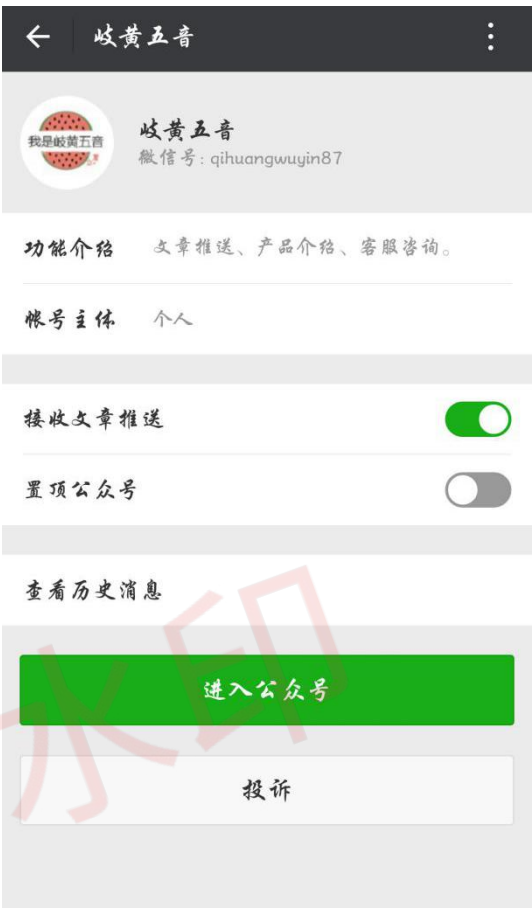 岐黄五音
我是岐黄五音
岐黄五音
微信号: qihuangwuyin87
功能介绍 文章推送、产品介绍、客服咨询。
帐号主体 个人
接收文章推送
置顶公众号
查看历史消息
进入公众号
投诉
水印